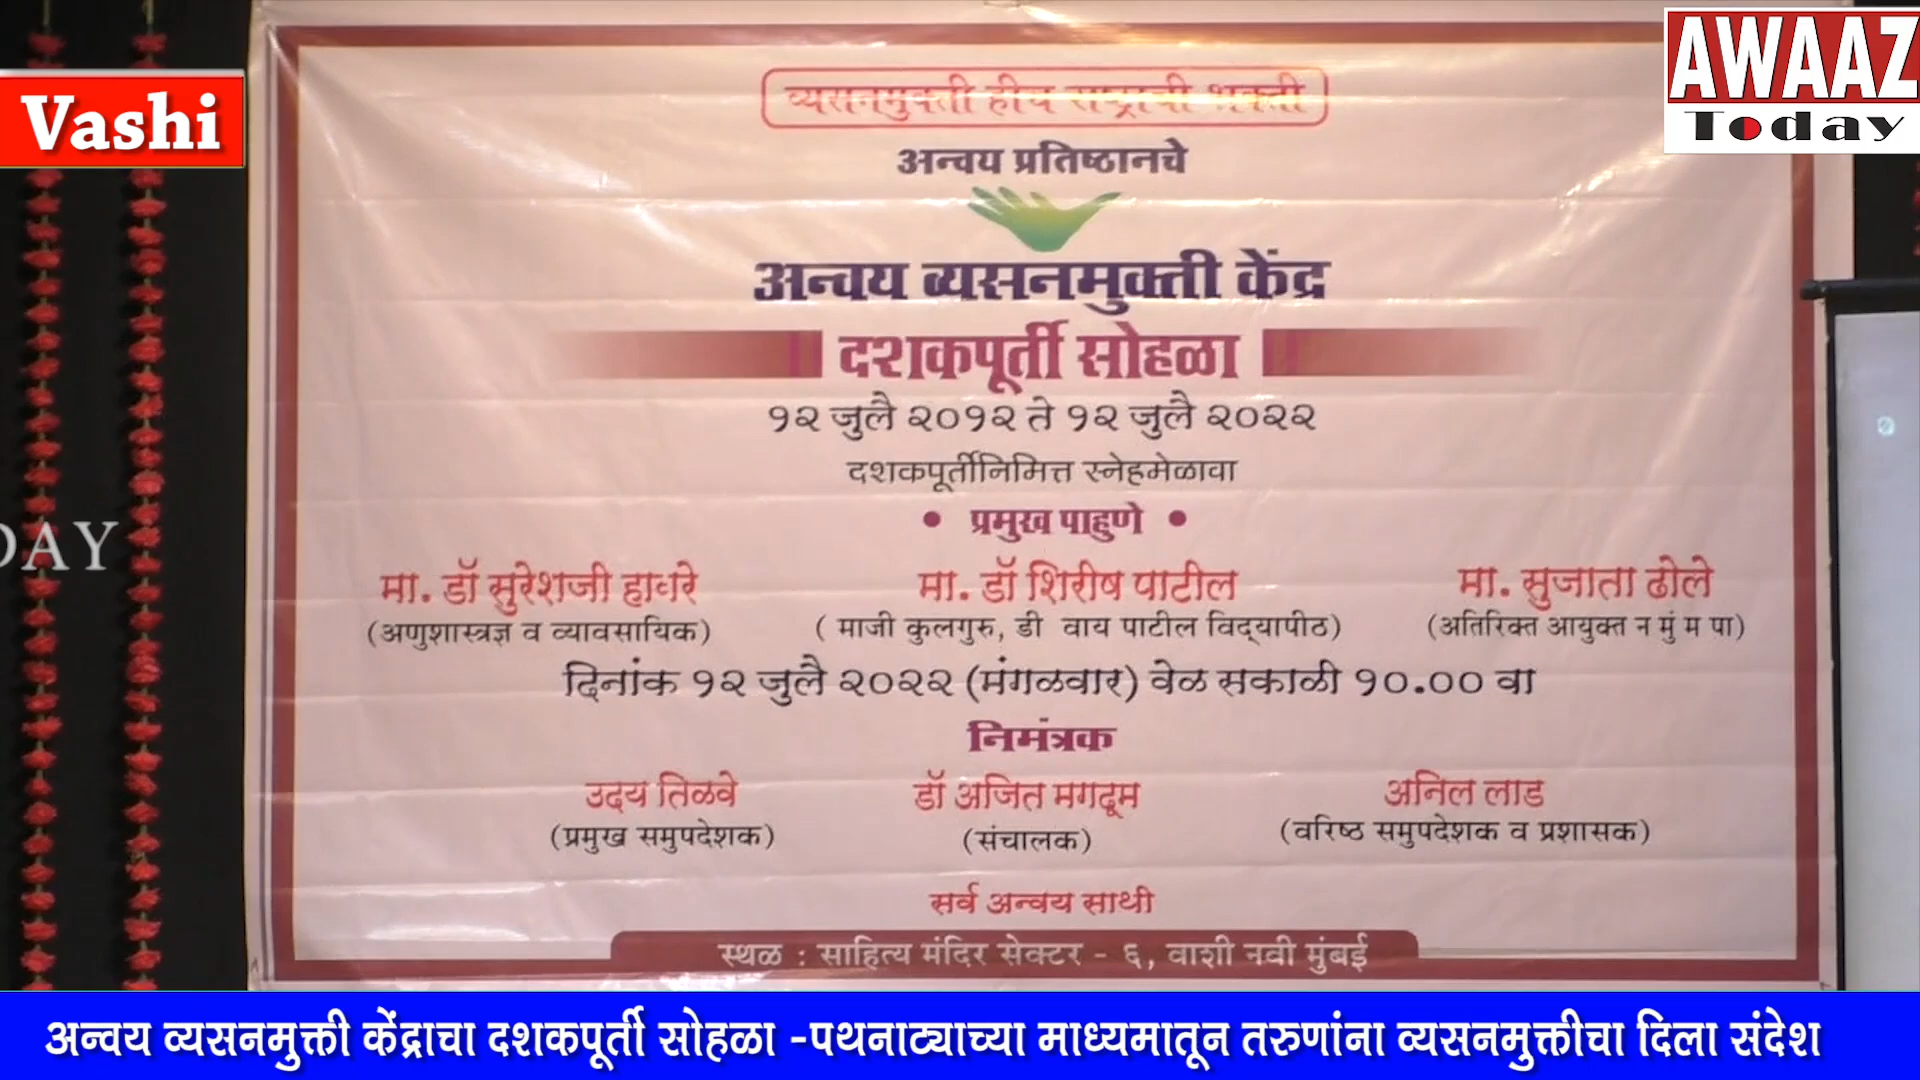 AWAAZ
Today
Vashi
व्यसनमुक्ती हीच राष्ट्राची भक्ती
अन्वय प्रतिष्ठानचे
अन्वय व्यसनमुक्ती केंद्र
दशकपूर्ती सोहळा
१२ जुलै २०१२ ते १२ जुलै २०२२
दशकपूर्तीनिमित्त स्नेहमेळावा
• प्रमुख पाहुणे •
मा. डॉ सुरेशजी हावरे मा. डॉ शिरीष पाटील मा. सुजाता ढोले
(अणुशास्त्रज्ञ व व्यावसायिक) ( माजी कुलगुरु, डी वाय पाटील विद्यापीठ) (अतिरिक्त आयुक्त न मुं म पा)
DAY
दिनांक १२ जुलै २०२२ (मंगळवार) वेळ सकाळी १०.०० वा
निमंत्रक
उदय तिळवे डॉ अजित मगदूम अनिल लाड
(प्रमुख समुपदेशक) (संचालक) (वरिष्ठ समुपदेशक व प्रशासक)
सर्व अन्वय साथी
स्थळ : साहित्य मंदिर सेक्टर - ६, वाशी नवी मुंबई
अन्वय व्यसनमुक्ती केंद्राचा दशकपूर्ती सोहळा -पथनाट्याच्या माध्यमातून तरुणांना व्यसनमुक्तीचा दिला संदेश